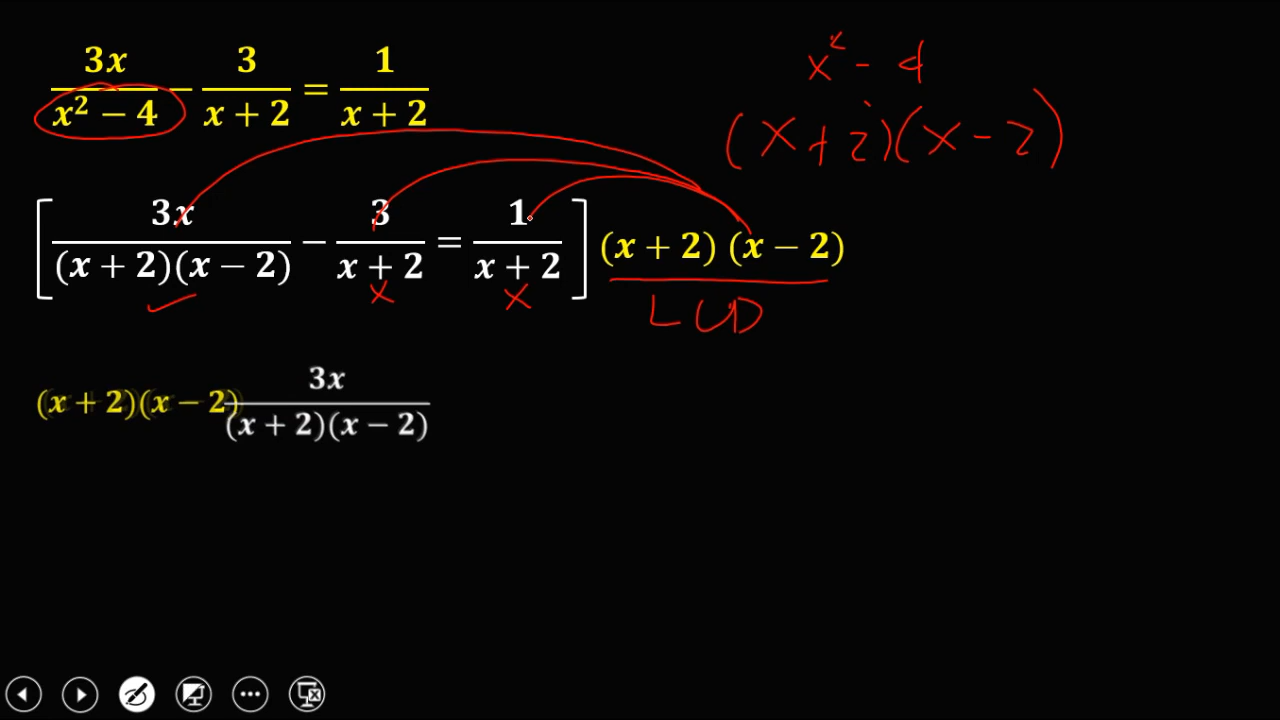 3x/(x² − 4) − 3/(x + 2) = 1/(x + 2)
x² - 4
(x+2)(x-2)
[3x/((x + 2)(x − 2)) − 3/(x + 2) = 1/(x + 2)] (x + 2) (x − 2)
✓ x x LCD
(x + 2)(x − 2) 3x/((x + 2)(x − 2))